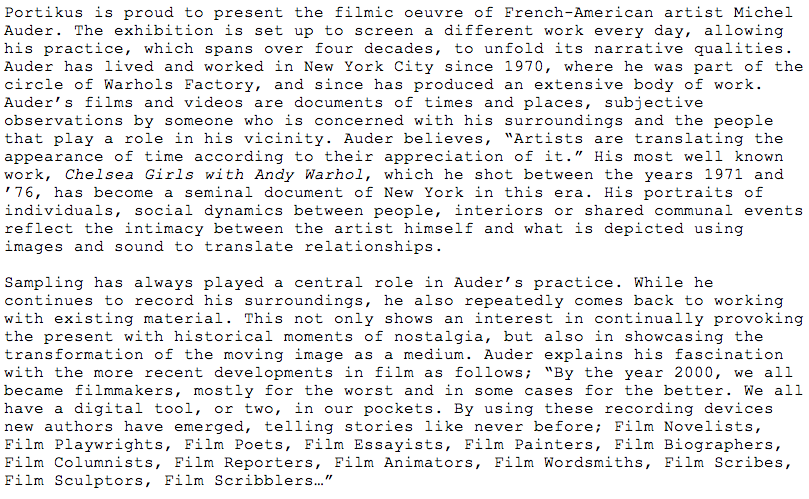 Portikus is proud to present the filmic oeuvre of French-American artist Michel
Auder. The exhibition is set up to screen a different work every day, allowing
his practice, which spans over four decades, to unfold its narrative qualities.
Auder has lived and worked in New York City since 1970, where he was part of the
circle of Warhols Factory, and since has produced an extensive body of work.
Auder’s films and videos are documents of times and places, subjective
observations by someone who is concerned with his surroundings and the people
that play a role in his vicinity. Auder believes, “Artists are translating the
appearance of time according to their appreciation of it.” His most well known
work, Chelsea Girls with Andy Warhol, which he shot between the years 1971 and
’76, has become a seminal document of New York in this era. His portraits of
individuals, social dynamics between people, interiors or shared communal events
reflect the intimacy between the artist himself and what is depicted using
images and sound to translate relationships.

Sampling has always played a central role in Auder’s practice. While he
continues to record his surroundings, he also repeatedly comes back to working
with existing material. This not only shows an interest in continually provoking
the present with historical moments of nostalgia, but also in showcasing the
transformation of the moving image as a medium. Auder explains his fascination
with the more recent developments in film as follows; “By the year 2000, we all
became filmmakers, mostly for the worst and in some cases for the better. We all
have a digital tool, or two, in our pockets. By using these recording devices
new authors have emerged, telling stories like never before; Film Novelists,
Film Playwrights, Film Poets, Film Essayists, Film Painters, Film Biographers,
Film Columnists, Film Reporters, Film Animators, Film Wordsmiths, Film Scribes,
Film Sculptors, Film Scribblers…”